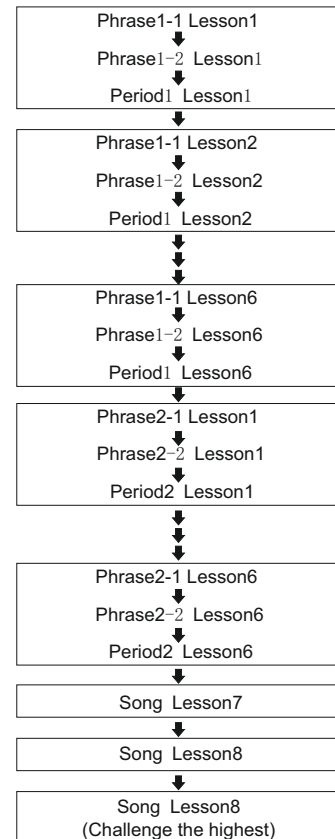 Phrase1-1 Lesson1
Phrase1-2 Lesson1
Period1 Lesson1
Phrase1-1 Lesson2
Phrase1-2 Lesson2
Period1 Lesson2
Phrase1-1 Lesson6
Phrase1-2 Lesson6
Period1 Lesson6
Phrase2-1 Lesson1
Phrase2-2 Lesson1
Period2 Lesson1
Phrase2-1 Lesson6
Phrase2-2 Lesson6
Period2 Lesson6
Song Lesson7
Song Lesson8
Song Lesson8
(Challenge the highest)